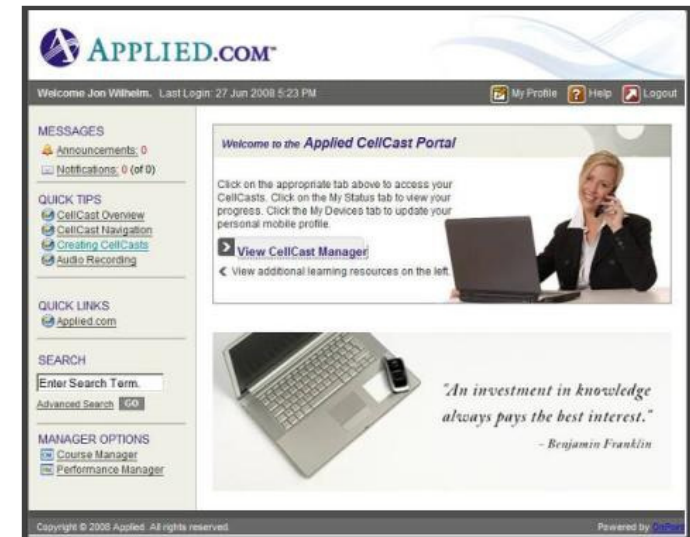 APPLIED.COM™
Welcome Jon Wilhelm. Last Login: 27 Jun 2008 5:23 PM
My Profile
Help
Logout
MESSAGES
Announcements: 0
Notifications: 0 (of 0)
QUICK TIPS
CellCast Overview
CellCast Navigation
Creating CellCasts
Audio Recording
QUICK LINKS
Applied.com
SEARCH
Enter Search Term.
Advanced Search GO
MANAGER OPTIONS
Course Manager
Performance Manager
Welcome to the Applied CellCast Portal
Click on the appropriate tab above to access your
CellCasts. Click on the My Status tab to view your
progress. Click the My Devices tab to update your
personal mobile profile.
View CellCast Manager
View additional learning resources on the left.
"An investment in knowledge
always pays the best interest."
- Benjamin Franklin
Copyright © 2008 Applied. All rights reserved.
Powered by OnPoint